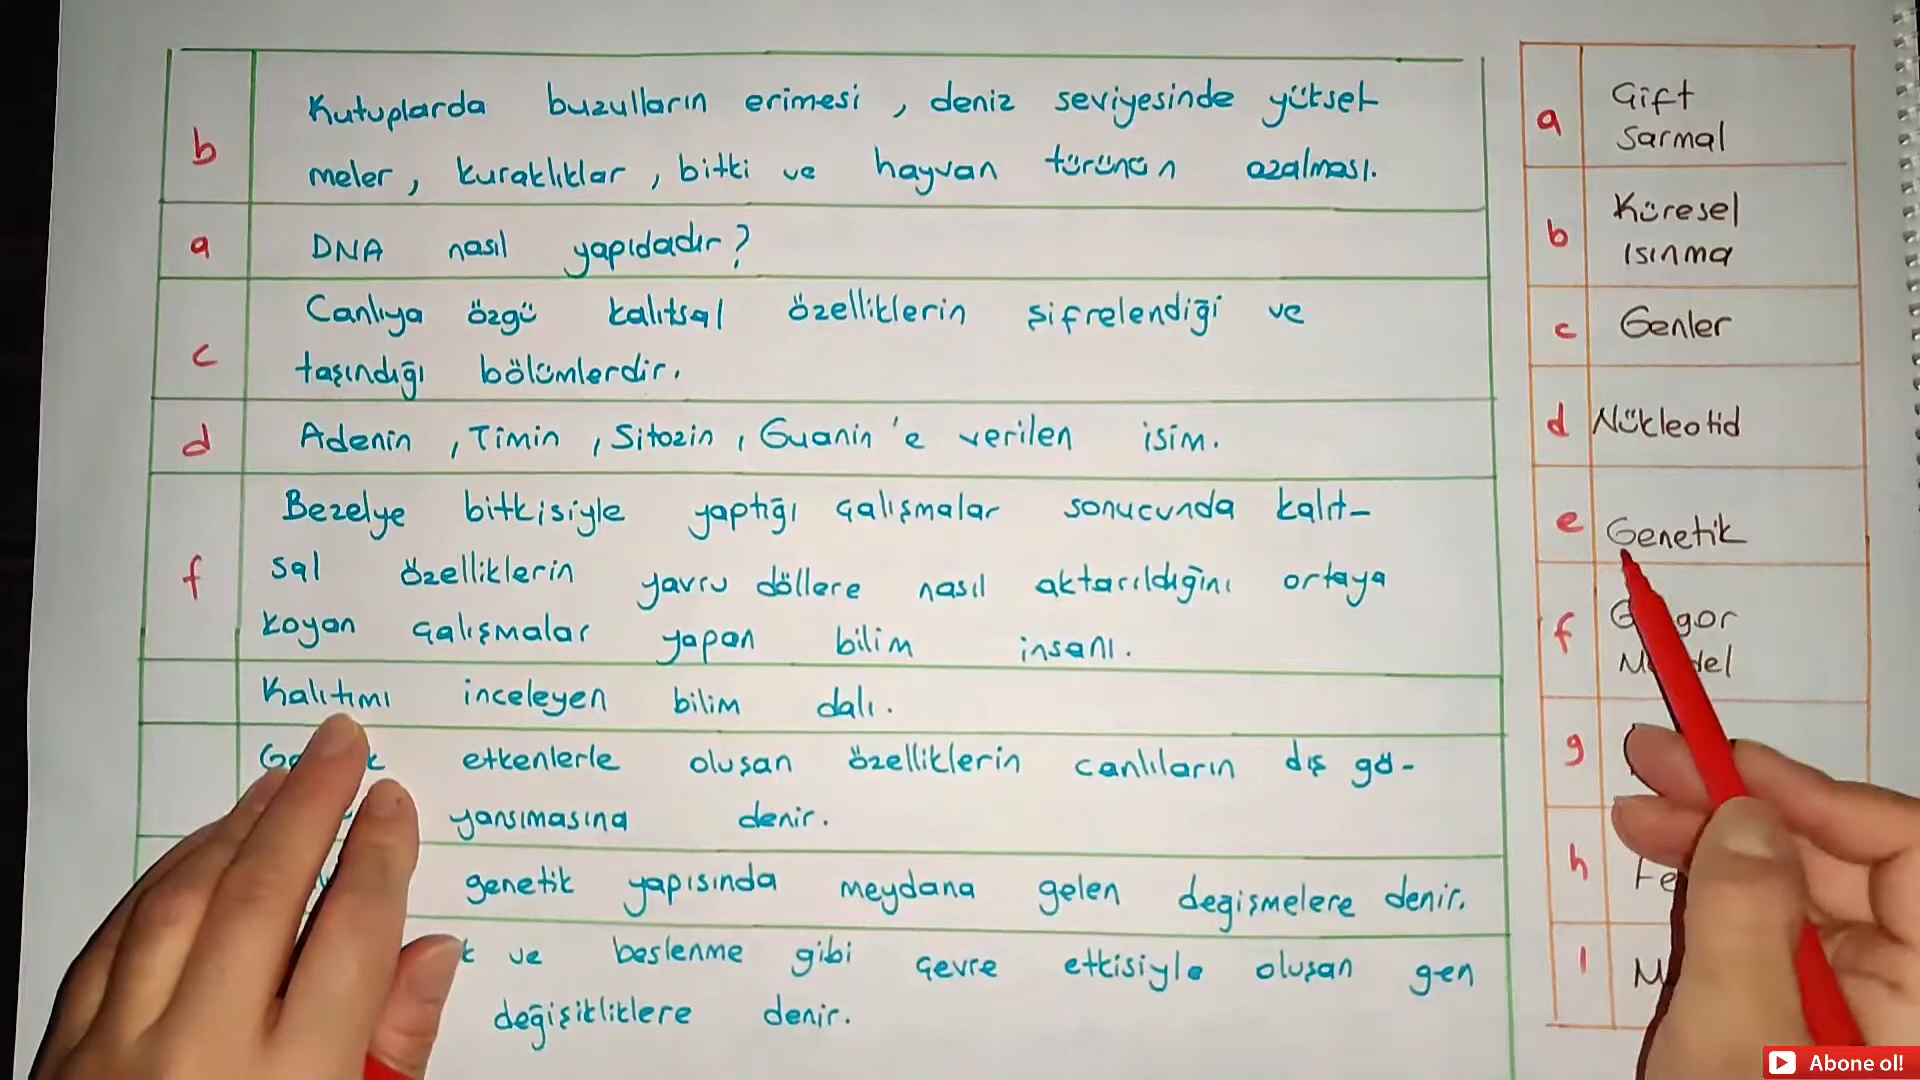 b
Kutuplarda buzulların erimesi, deniz seviyesinde yüksel
meler, kuraklıklar, bitki ve hayvan türünün azalması.
a
DNA nasıl yapıdadır?
c
Canlıya özgü kalıtsal özelliklerin şifrelendiği ve
taşındığı bölümlerdir.
d
Adenin, Timin, Sitozin, Guanin'e verilen isim.
f
Bezelye bitkisiyle yaptığı çalışmalar sonucunda kalıt-
sal özelliklerin yavru döllere nasıl aktarıldığını ortaya
koyan çalışmalar yapan bilim insanı.
Kalıtımı inceleyen bilim dalı.
etkenlerle oluşan özelliklerin canlıların dış gö-
yansımasına denir.
genetik yapısında meydana gelen değişmelere denir.
ve beslenme gibi çevre etkisiyle oluşan gen
değişikliklere denir.
a
Çift
Sarmal
b
Küresel
Isınma
c
Genler
d
Nükleotid
e
Genetik
f
g
h
I
Abone ol!